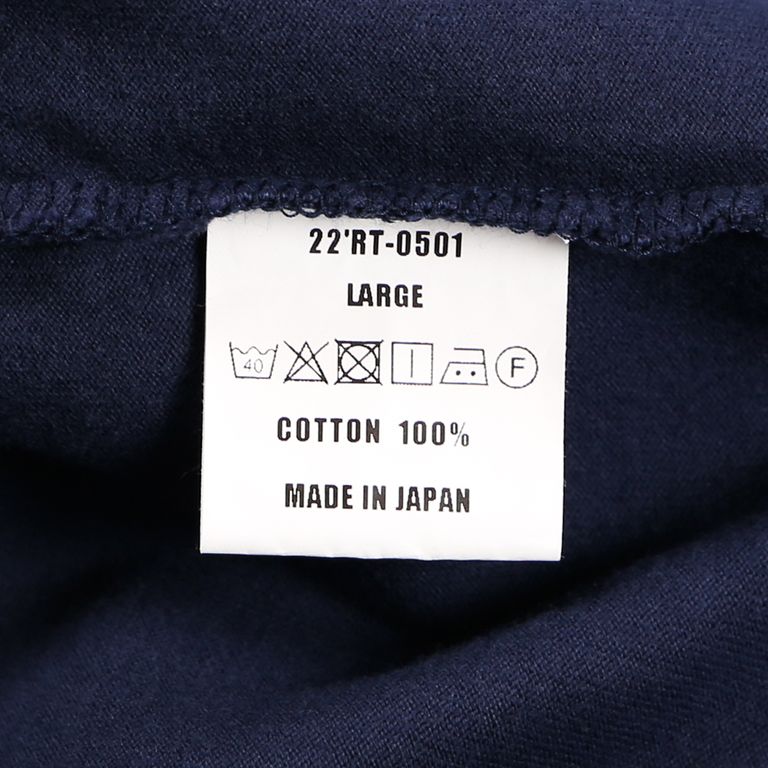 22'RT-0501
LARGE
40 F
COTTON 100%
MADE IN JAPAN